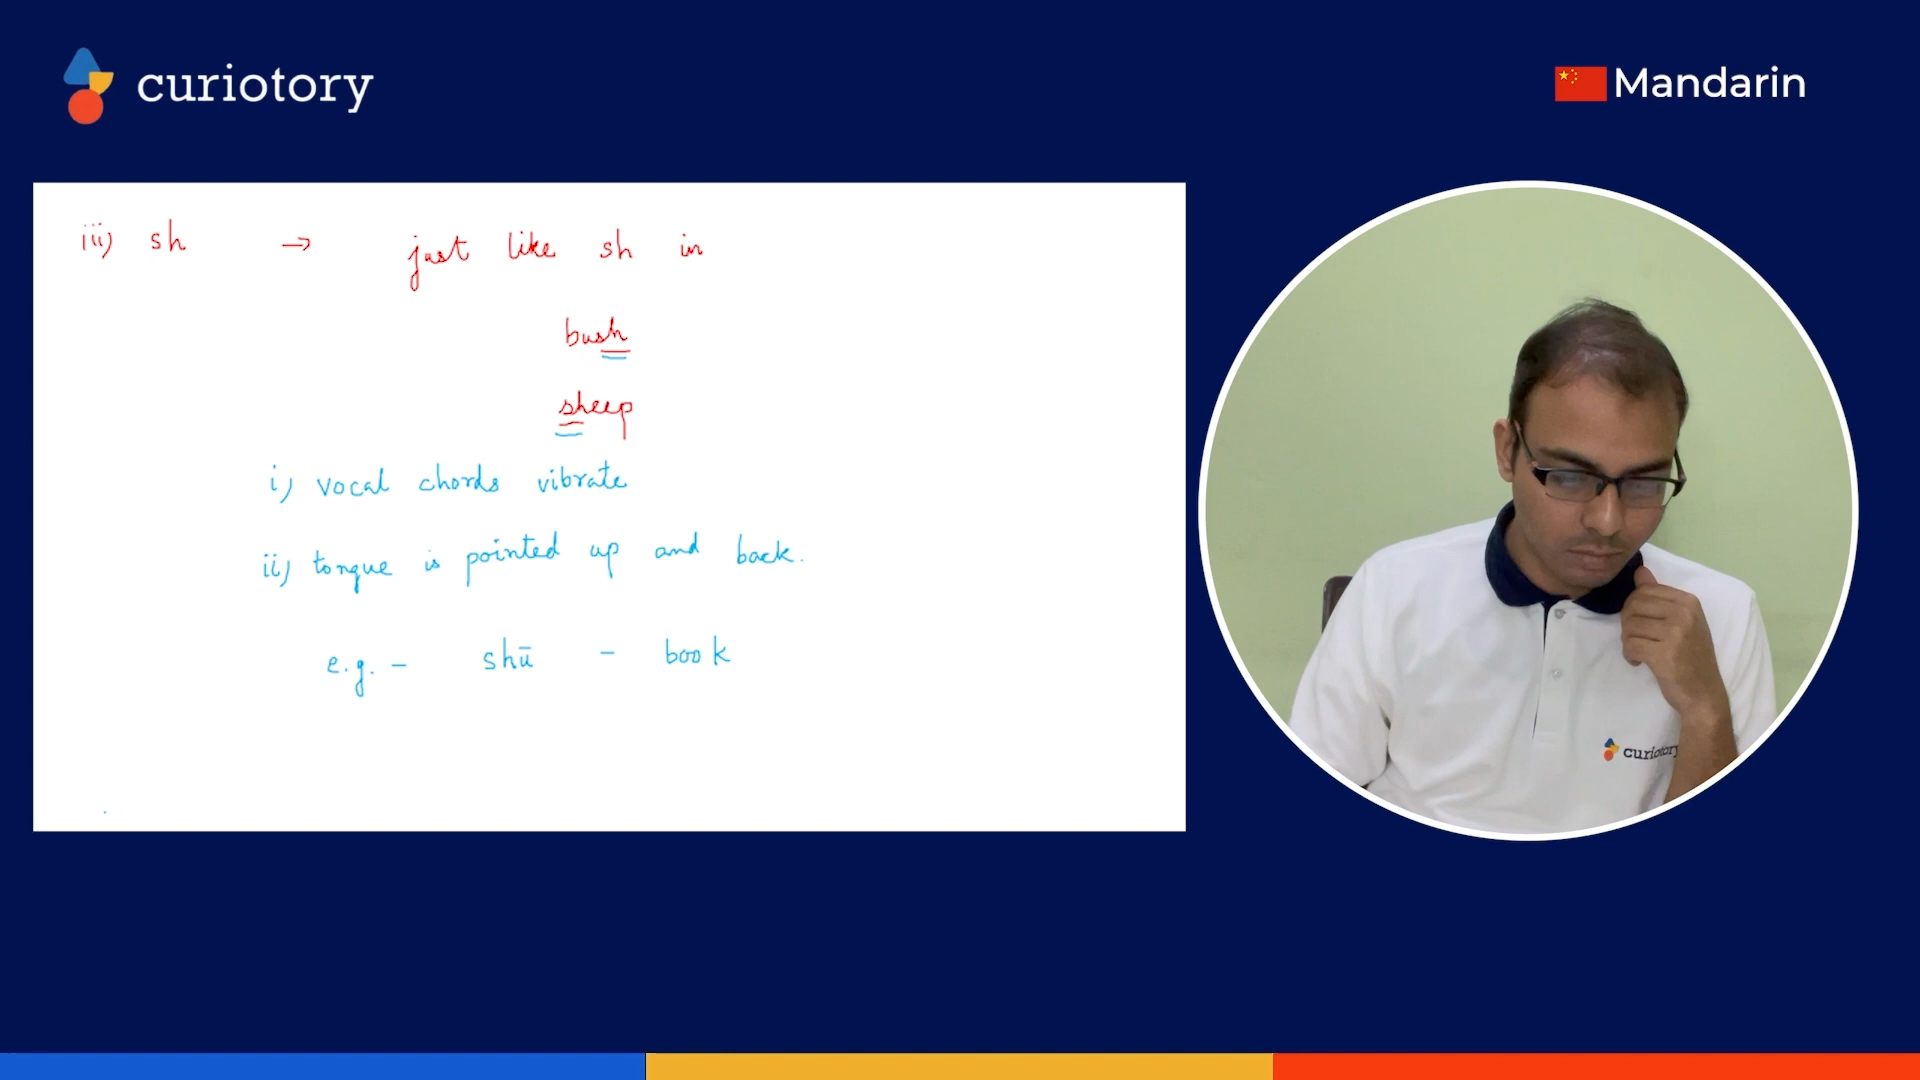 curiotory
Mandarin
iii) sh → just like sh in
bush
sheep
i) vocal chords vibrate
ii) tongue is pointed up and back.
e.g. - shū - book
curiotory